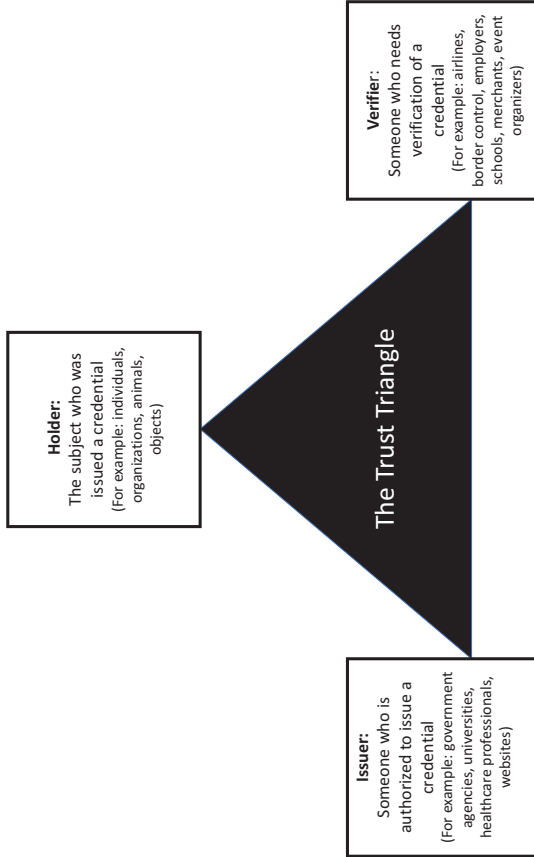 Holder:
The subject who was
issued a credential
(For example: individuals,
organizations, animals,
objects)
The Trust Triangle
Issuer:
Someone who is
authorized to issue a
credential
(For example: government
agencies, universities,
healthcare professionals,
websites)
Verifier:
Someone who needs
verification of a
credential
(For example: airlines,
border control, employers,
schools, merchants, event
organizers)